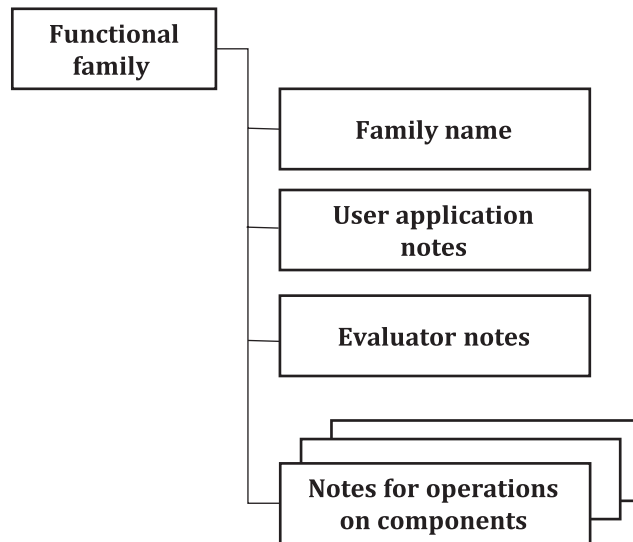 Functional
family
Family name
User application
notes
Evaluator notes
Notes for operations
on components